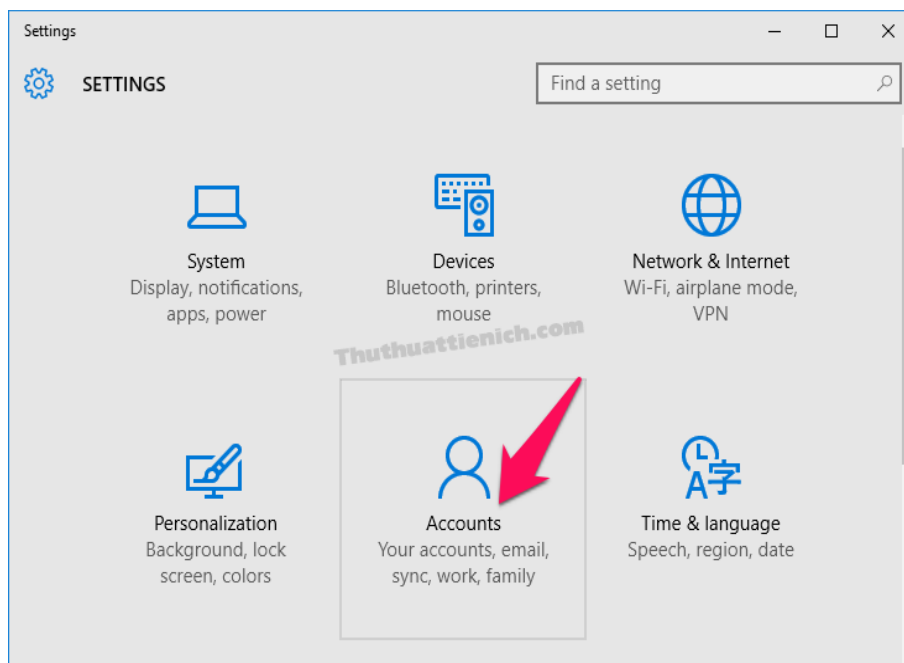 Settings
SETTINGS
Find a setting
System
Display, notifications,
apps, power
Devices
Bluetooth, printers,
mouse
Network & Internet
Wi-Fi, airplane mode,
VPN
Thuthuattienich.com
Personalization
Background, lock
screen, colors
Accounts
Your accounts, email,
sync, work, family
Time & language
Speech, region, date